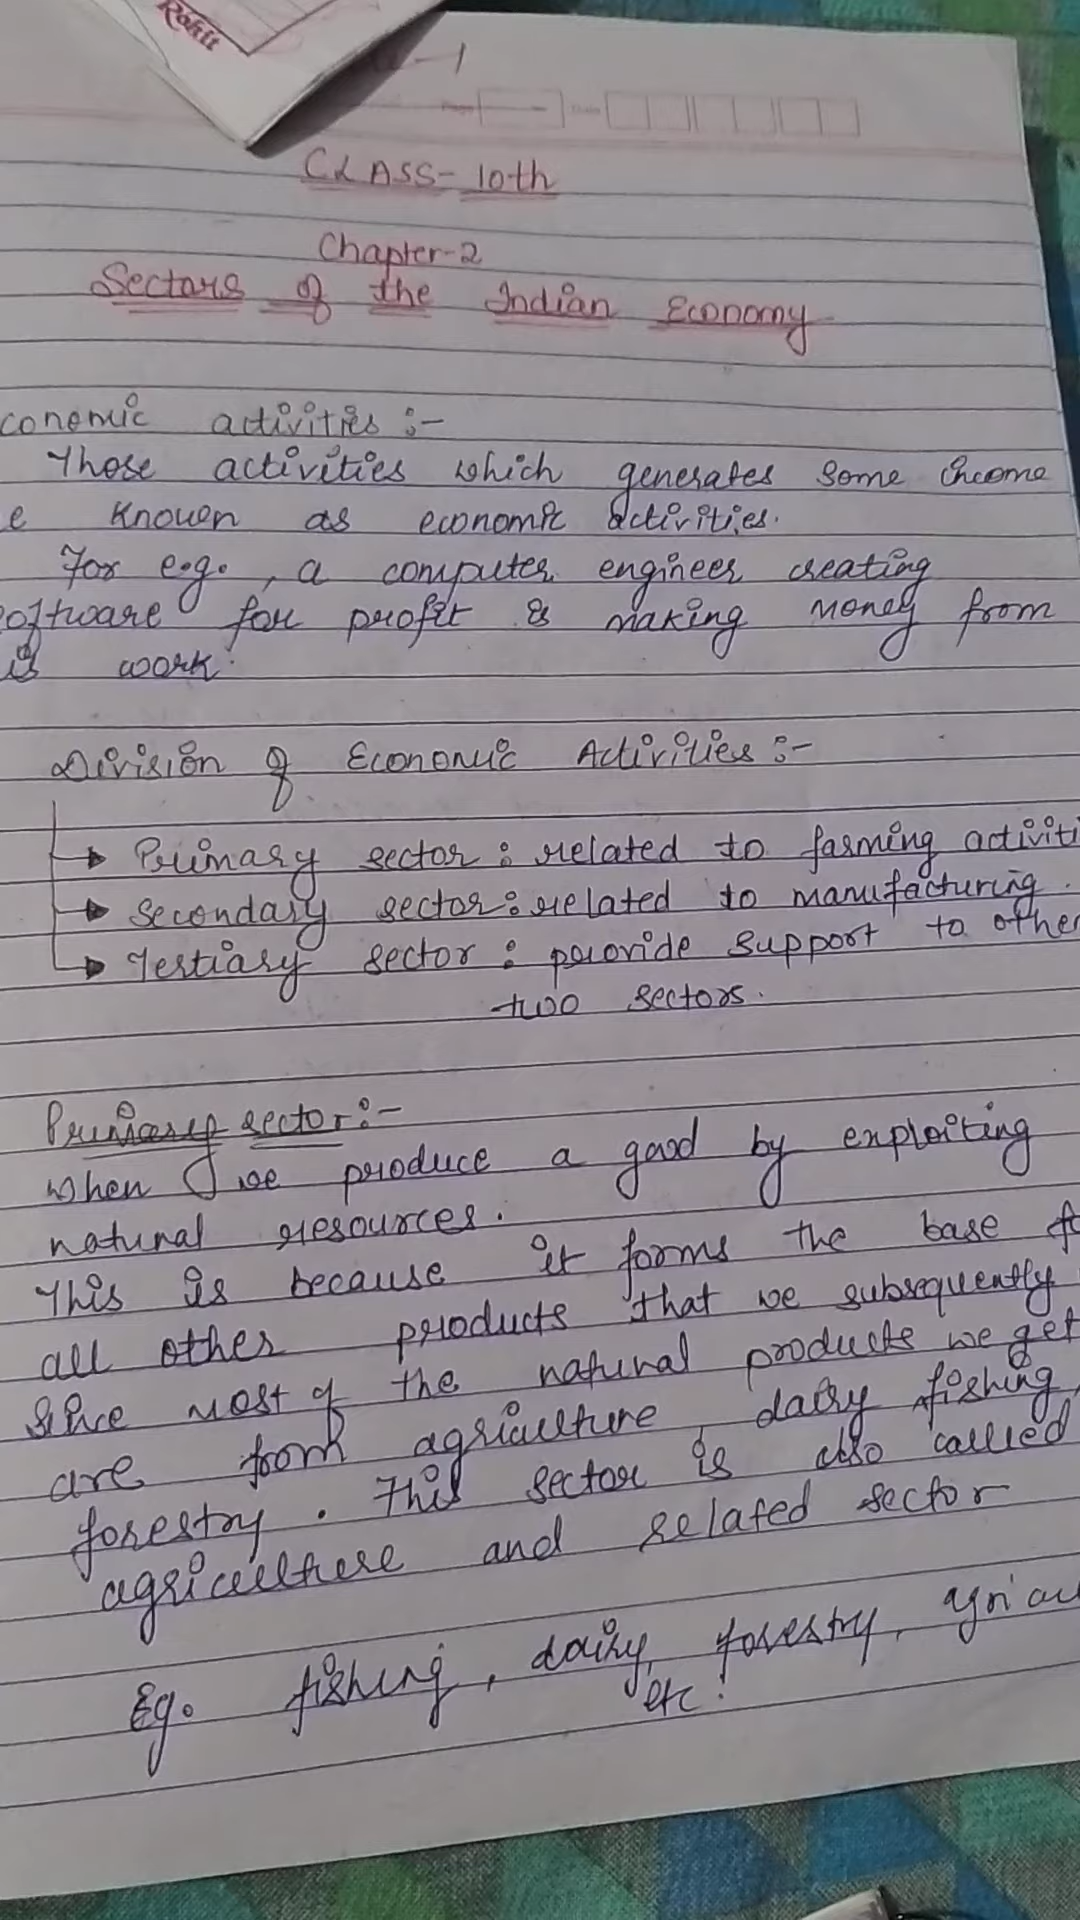 Rohit
-1
CLASS-10th
Chapter-2
Sectors of the Indian Economy
conomic activities :-
Those activities which generates some income
e known as economic activities.
For e.g. , a computer engineer creating
oftware for profit is making money from
is work.
Division of Economic Activities :-
Primary sector : related to farming activiti
Secondary sector : related to manufacturing.
Tertiary sector : provide support to other
two sectors.
Primary sector :-
when we produce a good by exploiting
natural resources.
This is because it forms the base fo
all other products that we subsequently
Since most of the natural products we get
are from agriculture, dairy, fishing,
forestry. This sector is also called
agriculture and related sector
Eg. fishing, dairy, forestry, agricul
etc.